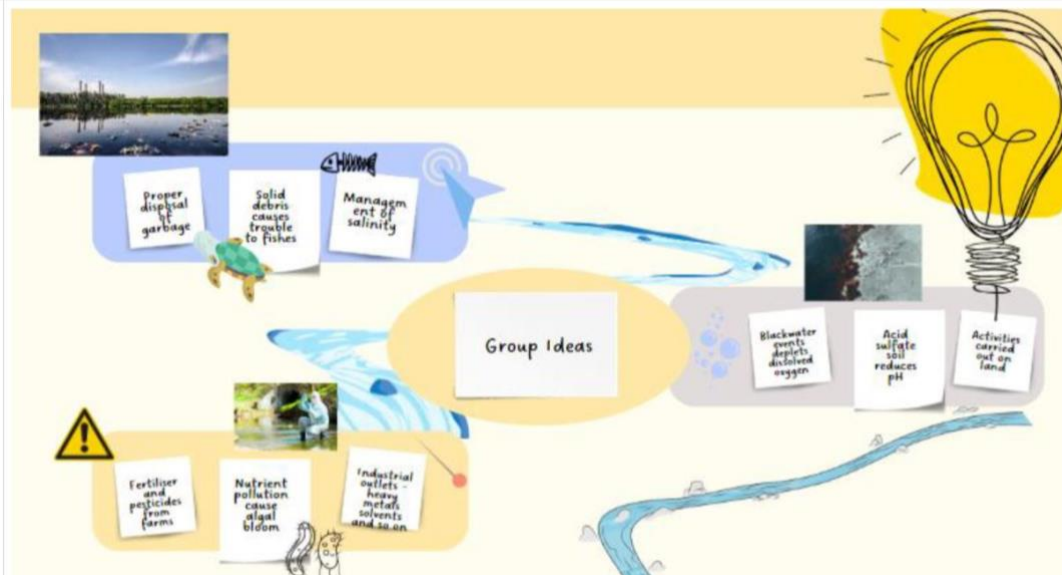 Proper
disposal
of
garbage
Solid
debris
causes
trouble
to fishes
Managem
ent of
salinity
Group Ideas
Blackwater
events
depletes
dissolved
oxygen
Acid
sulfate
soil
reduces
pH
Activities
carried
out on
land
Fertiliser
and
pesticides
from
farms
Nutrient
pollution
cause
algal
bloom
Industrial
outlets -
heavy
metals
solvents
and so on